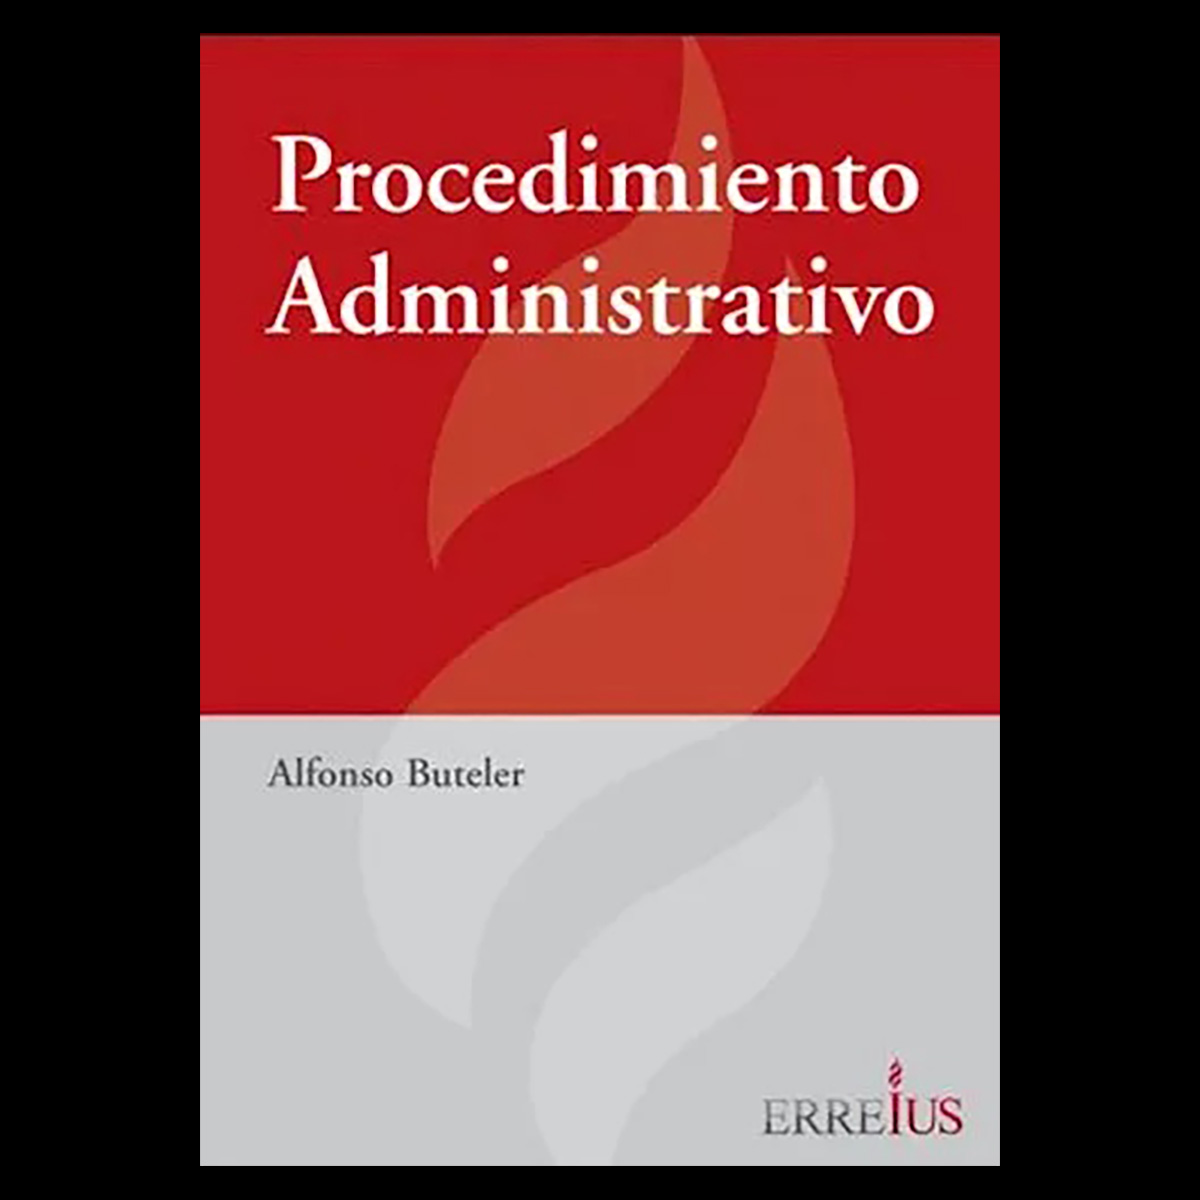 Procedimiento
Administrativo
Alfonso Buteler
ERREIUS